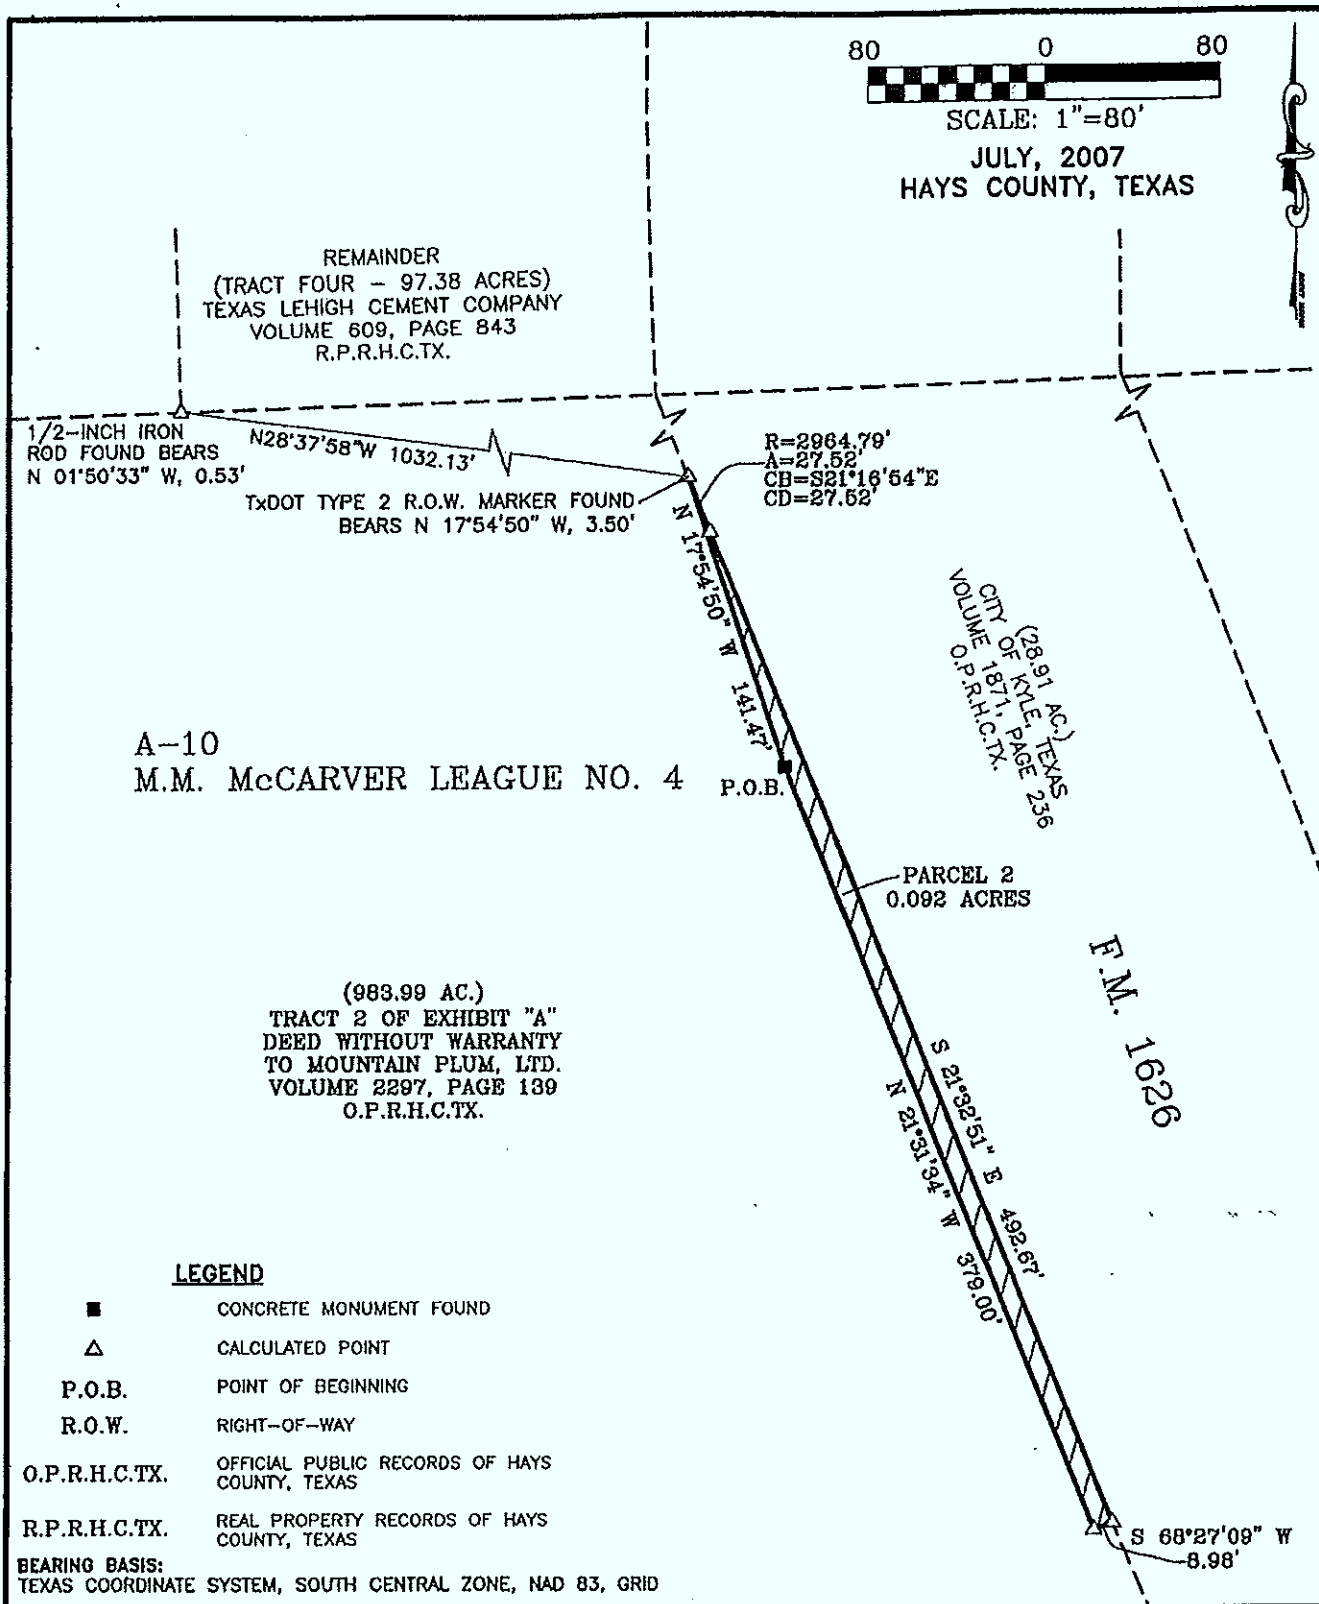 80 0 80
SCALE: 1"=80'
JULY, 2007
HAYS COUNTY, TEXAS
REMAINDER
(TRACT FOUR - 97.38 ACRES)
TEXAS LEHIGH CEMENT COMPANY
VOLUME 609, PAGE 843
R.P.R.H.C.TX.
1/2-INCH IRON
ROD FOUND BEARS
N 01°50'33" W, 0.53'
N28°37'58"W 1032.13'
TxDOT TYPE 2 R.O.W. MARKER FOUND
BEARS N 17°54'50" W, 3.50'
R=2964.79'
A=27.52'
CB=S21°16'54"E
CD=27.52'
N 17°54'50" W 141.47'
(28.91 AC.)
CITY OF KYLE, TEXAS
VOLUME 1871, PAGE 236
O.P.R.H.C.TX.
A-10
M.M. McCARVER LEAGUE NO. 4
P.O.B.
PARCEL 2
0.092 ACRES
F.M. 1626
(983.99 AC.)
TRACT 2 OF EXHIBIT "A"
DEED WITHOUT WARRANTY
TO MOUNTAIN PLUM, LTD.
VOLUME 2297, PAGE 139
O.P.R.H.C.TX.
S 21°32'51" E 492.67'
N 21°31'34" W 379.00'
S 68°27'09" W
8.98'
LEGEND
■ CONCRETE MONUMENT FOUND
△ CALCULATED POINT
P.O.B. POINT OF BEGINNING
R.O.W. RIGHT-OF-WAY
O.P.R.H.C.TX. OFFICIAL PUBLIC RECORDS OF HAYS
COUNTY, TEXAS
R.P.R.H.C.TX. REAL PROPERTY RECORDS OF HAYS
COUNTY, TEXAS
BEARING BASIS:
TEXAS COORDINATE SYSTEM, SOUTH CENTRAL ZONE, NAD 83, GRID